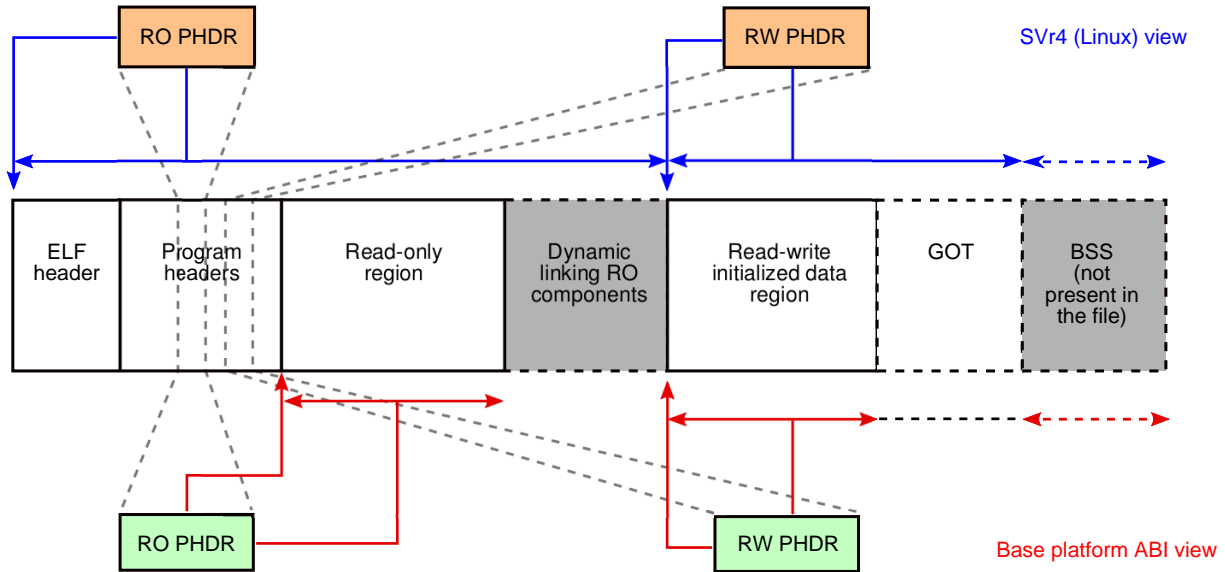 RO PHDR
RW PHDR
SVr4 (Linux) view
ELF
header
Program
headers
Read-only
region
Dynamic
linking RO
components
Read-write
initialized data
region
GOT
BSS
(not
present in
the file)
RO PHDR
RW PHDR
Base platform ABI view